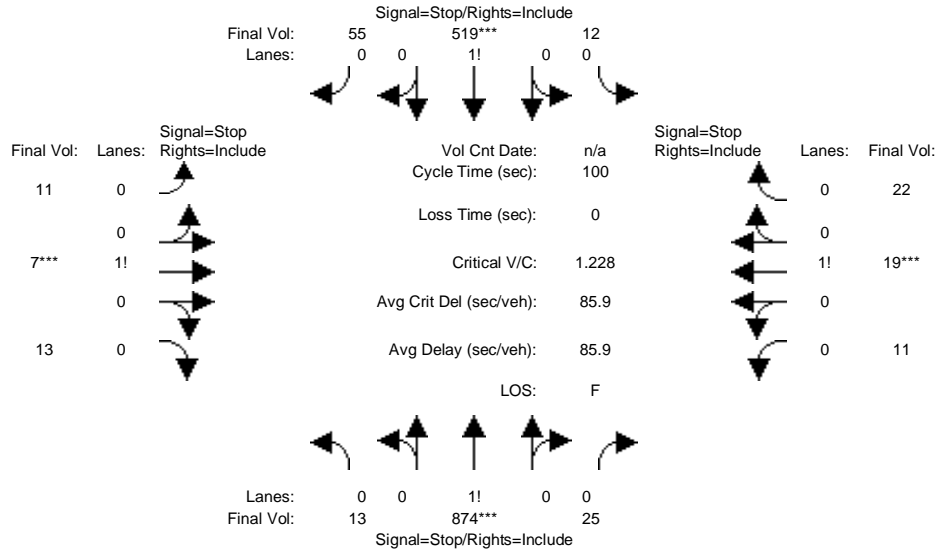 Signal=Stop/Rights=Include
Final Vol: 55 519*** 12
Lanes: 0 0 1! 0 0
Signal=Stop Signal=Stop
Final Vol: Lanes: Rights=Include Vol Cnt Date: n/a Rights=Include Lanes: Final Vol:
Cycle Time (sec): 100
11 0 0 22
Loss Time (sec): 0
0 0
7*** 1! Critical V/C: 1.228 1! 19***
0 Avg Crit Del (sec/veh): 85.9 0
13 0 Avg Delay (sec/veh): 85.9 0 11
LOS: F
Lanes: 0 0 1! 0 0
Final Vol: 13 874*** 25
Signal=Stop/Rights=Include